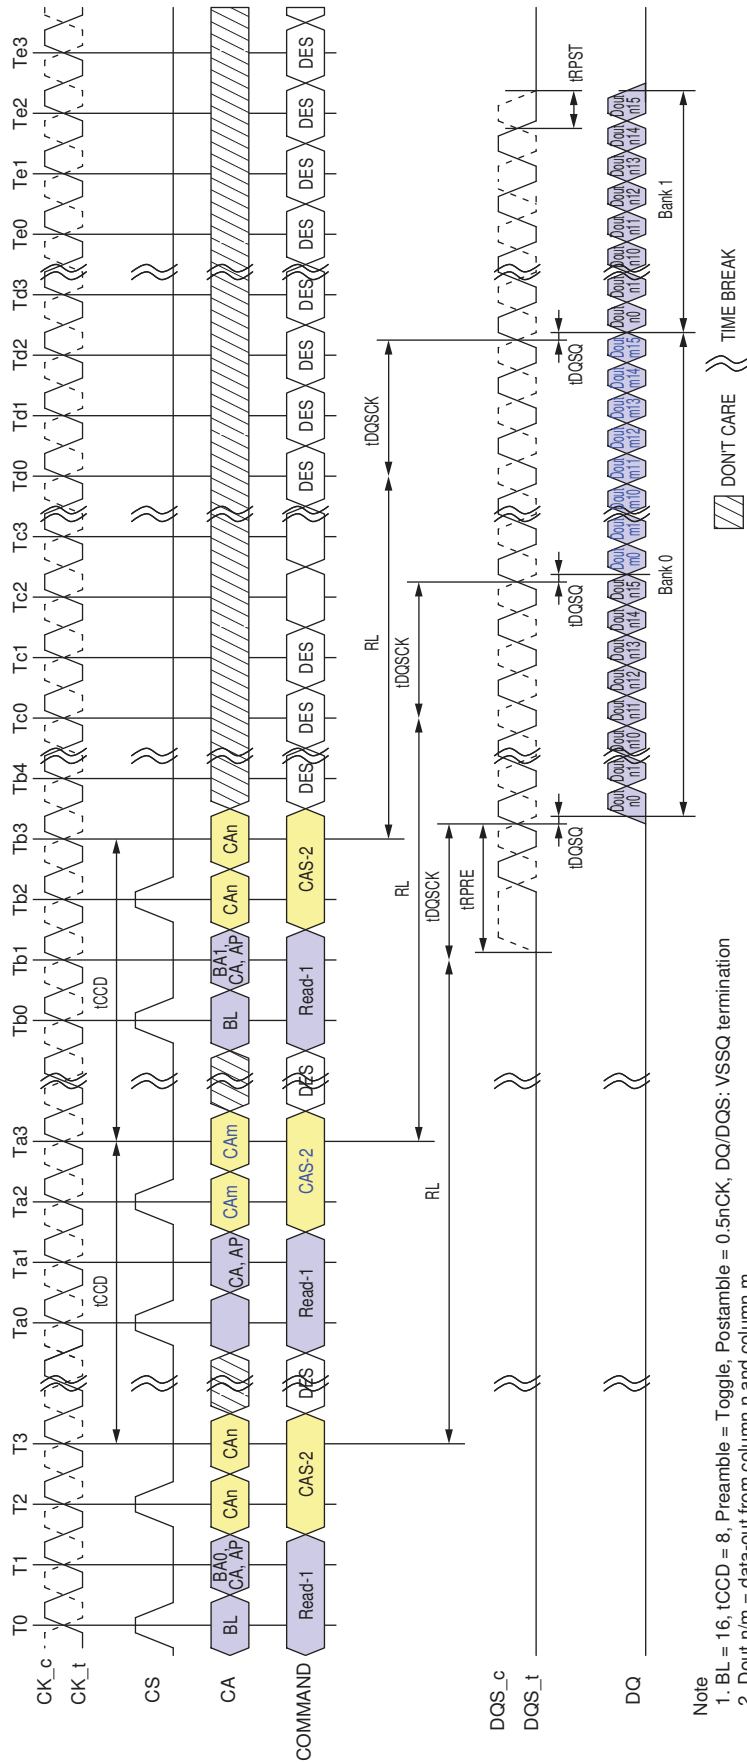 T0 T1 T2 T3 Ta0 Ta1 Ta2 Ta3 Tb0 Tb1 Tb2 Tb3 Tb4 Tc0 Tc1 Tc2 Tc3 Td0 Td1 Td2 Td3 Te0 Te1 Te2 Te3
CK_c
CK_t
tCCD tCCD
CS
CA BL BA0, CA, AP CAn CAn CA, AP CAm CAm BL BA1, CA, AP CAn CAn
COMMAND Read-1 CAS-2 DES Read-1 CAS-2 DES Read-1 CAS-2 DES DES DES DES DES DES DES DES DES DES DES
RL tDQSCK
RL tDQSCK
RL tDQSCK
tRPRE
DQS_c
DQS_t
tDQSQ tDQSQ tDQSQ tRPST
DQ Dout n0 Dout n1 Dout n10 Dout n11 Dout n12 Dout n13 Dout n14 Dout n15 Dout m0 Dout m1 Dout m10 Dout m11 Dout m12 Dout m13 Dout m14 Dout m15 Dout n0 Dout n1 Dout n10 Dout n11 Dout n12 Dout n13 Dout n14 Dout n15
Bank 0 Bank 1
DON'T CARE TIME BREAK
Note
1. BL = 16, tCCD = 8, Preamble = Toggle, Postamble = 0.5nCK, DQ/DQS: VSSQ termination
2. Dout n/m = data-out from column n and column m